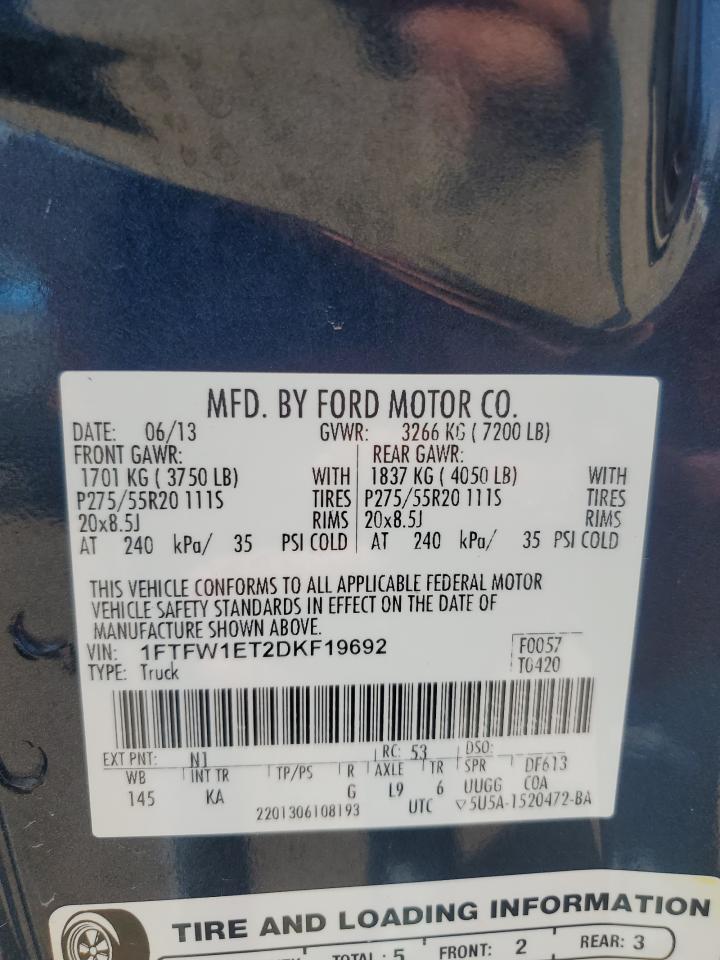 MFD. BY FORD MOTOR CO.
DATE: 06/13 GVWR: 3266 KG ( 7200 LB)
FRONT GAWR: REAR GAWR:
1701 KG ( 3750 LB) WITH 1837 KG ( 4050 LB) WITH
P275/55R20 111S TIRES P275/55R20 111S TIRES
20x8.5J RIMS 20x8.5J RIMS
AT 240 kPa/ 35 PSI COLD AT 240 kPa/ 35 PSI COLD
THIS VEHICLE CONFORMS TO ALL APPLICABLE FEDERAL MOTOR
VEHICLE SAFETY STANDARDS IN EFFECT ON THE DATE OF
MANUFACTURE SHOWN ABOVE.
VIN: 1FTFW1ET2DKF19692 F0057
TYPE: Truck T0420
EXT PNT: N1 RC: 53 DSO:
WB INT TR TP/PS R AXLE TR SPR DF613
145 KA G L9 6 UUGG COA
2201306108193 UTC ▽5U5A-1520472-BA
TIRE AND LOADING INFORMATION
TOTAL: 5 FRONT: 2 REAR: 3